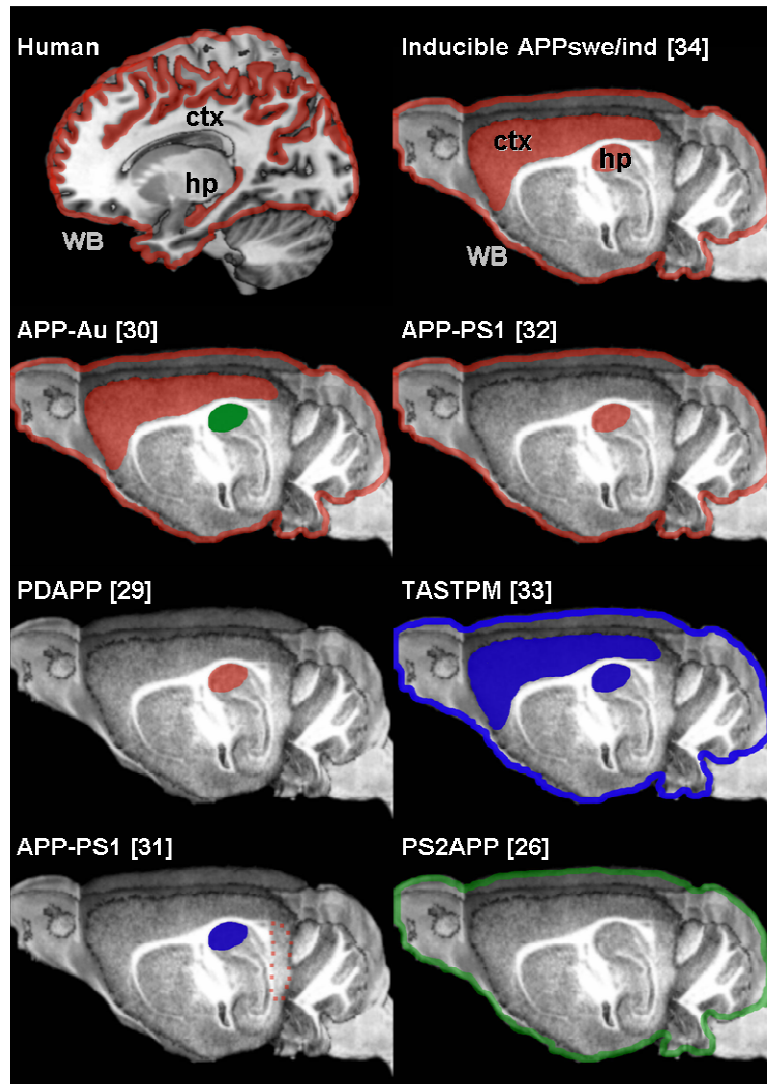 Human
ctx
hp
WB
Inducible APPswe/ind [34]
ctx
hp
WB
APP-Au [30]
APP-PS1 [32]
PDAPP [29]
TASTPM [33]
APP-PS1 [31]
PS2APP [26]